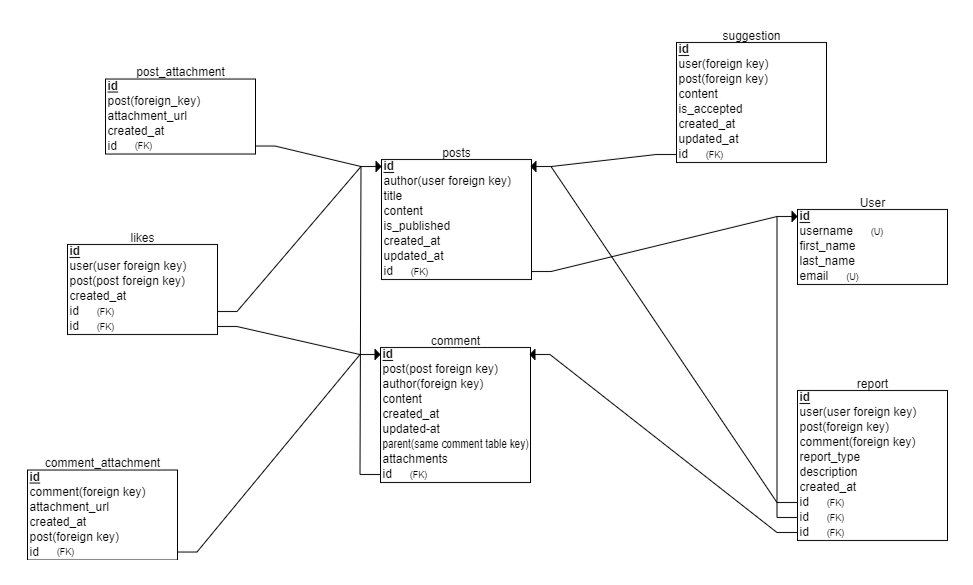 suggestion
id
user(foreign key)
post(foreign key)
content
is_accepted
created_at
updated_at
id (FK)
post_attachment
id
post(foreign_key)
attachment_url
created_at
id (FK)
posts
id
author(user foreign key)
title
content
is_published
created_at
updated_at
id (FK)
User
id
username (U)
first_name
last_name
email (U)
likes
id
user(user foreign key)
post(post foreign key)
created_at
id (FK)
id (FK)
comment
id
post(post foreign key)
author(foreign key)
content
created_at
updated-at
parent(same comment table key)
attachments
id (FK)
report
id
user(user foreign key)
post(foreign key)
comment(foreign key)
report_type
description
created_at
id (FK)
id (FK)
id (FK)
comment_attachment
id
comment(foreign key)
attachment_url
created_at
post(foreign key)
id (FK)